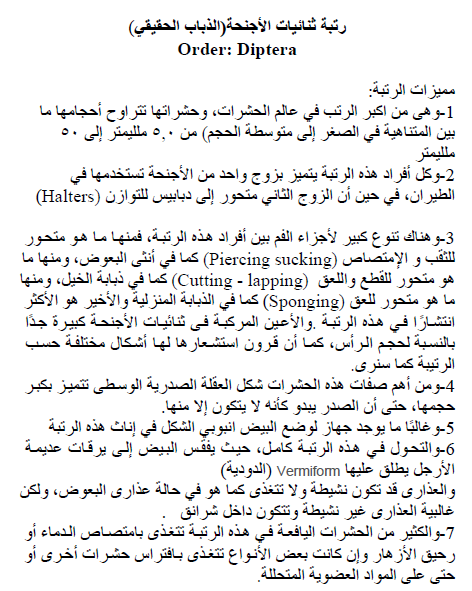 رتبة ثنائيات الأجنحة(الذباب الحقيقي)
Order: Diptera
مميزات الرتبة:
1-وهى من اكبر الرتب في عالم الحشرات، وحشراتها تتراوح أحجامها ما
بين المتناهية في الصغر إلى متوسطة الحجم) من ٥,٠ ملليمتر إلى ٥٠
ملليمتر
2-وكل أفراد هذه الرتبة يتميز بزوج واحد من الأجنحة تستخدمها في
الطيران، في حين أن الزوج الثاني متحور إلى دبابيس للتوازن (Halters)
3-وهناك تنوع كبير لأجزاء الفم بين أفراد هذه الرتبة، فمنها ما هو متحور
للثقب و الإمتصاص (Piercing sucking) كما في أنثى البعوض، ومنها ما
هو متحور للقطع واللعق (Cutting - lapping) كما في ذبابة الخيل، ومنها
ما هو متحور للعق (Sponging) كما في الذبابة المنزلية والأخير هو الأكثر
انتشارًا في هذه الرتبة .والأعين المركبة فى ثنائيات الأجنحة كبيرة جدًا
بالنسبة لحجم الرأس، كما أن قرون استشعارها لها أشكال مختلفة حسب
الرتيبة كما سنرى.
4-ومن أهم صفات هذه الحشرات شكل العقلة الصدرية الوسطى تتميز بكبر
حجمها، حتى أن الصدر يبدو كأنه لا يتكون إلا منها.
5-وغالبًا ما يوجد جهاز لوضع البيض انبوبي الشكل في إناث هذه الرتبة
6-والتحول في هذه الرتبة كامل، حيث يفقس البيض إلى يرقات عديمة
الأرجل يطلق عليها Vermiform (الدودية)
والعذارى قد تكون نشيطة ولا تتغذى كما هو في حالة عذارى البعوض، ولكن
غالبية العذارى غير نشيطة وتتكون داخل شرانق .
7-والكثير من الحشرات اليافعة في هذه الرتبة تتغذى بامتصاص الدماء أو
رحيق الأزهار وإن كانت بعض الأنواع تتغذى بافتراس حشرات أخرى أو
حتى على المواد العضوية المتحللة.